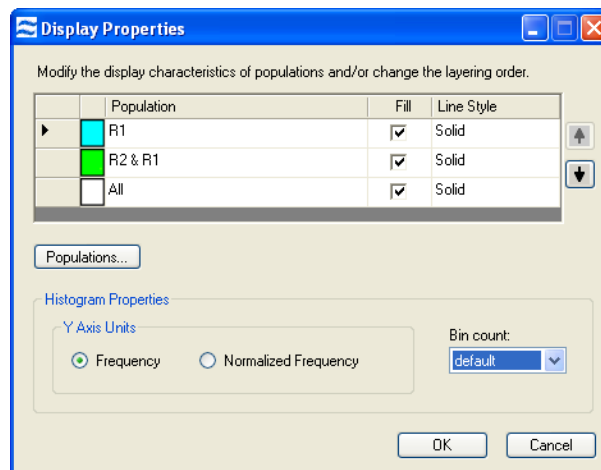 Display Properties
Modify the display characteristics of populations and/or change the layering order.
Population Fill Line Style
R1 Solid
R2 & R1 Solid
All Solid
Populations...
Histogram Properties
Y Axis Units
Bin count:
Frequency Normalized Frequency default
OK Cancel